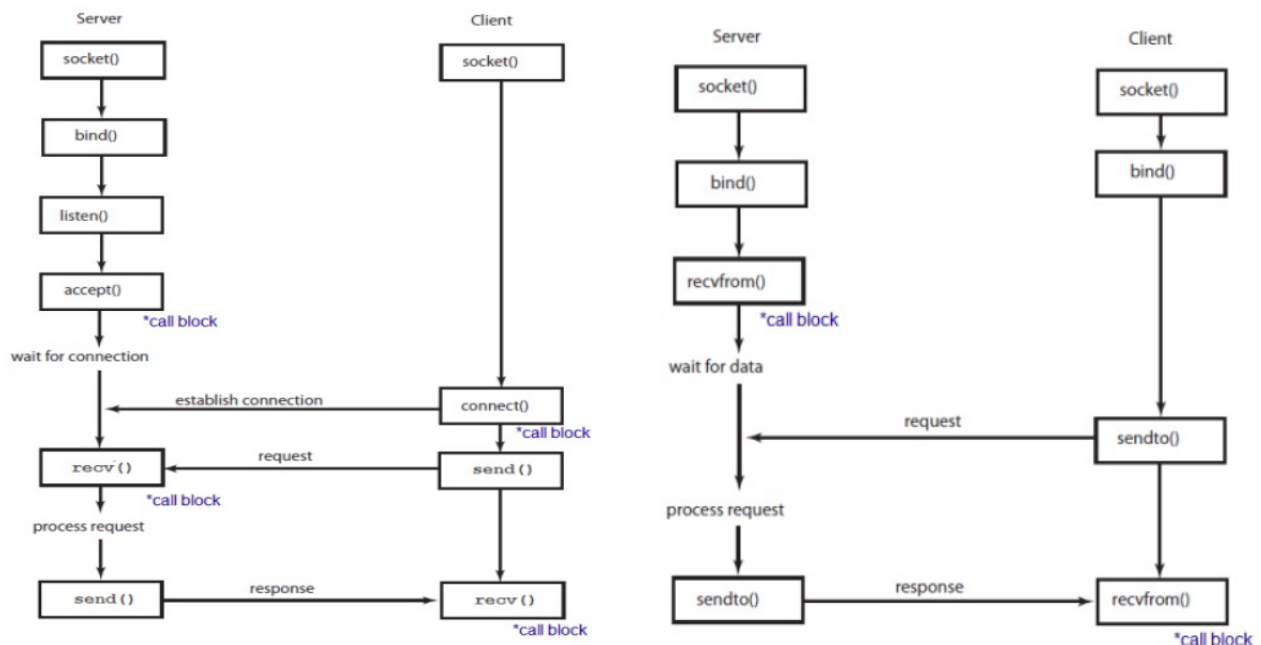 Server
Client
socket()
socket()
bind()
listen()
accept()
*call block
wait for connection
establish connection
connect()
*call block
recv()
request
send()
*call block
process request
send()
response
recv()
*call block
Server
Client
socket()
socket()
bind()
bind()
recvfrom()
*call block
wait for data
request
sendto()
process request
sendto()
response
recvfrom()
*call block